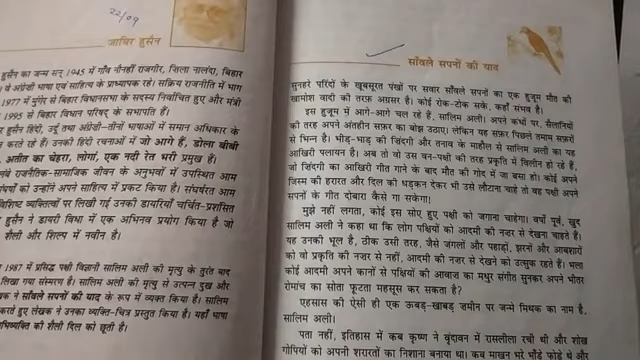 22/09
जाबिर हुसैन
हुसैन का जन्म सन् 1945 में गाँव नौनहीं राजगीर, जिला नालंदा, बिहार
वे अंग्रेज़ी भाषा एवं साहित्य के प्राध्यापक रहे। सक्रिय राजनीति में भाग
1977 में मुंगेर से बिहार विधानसभा के सदस्य निर्वाचित हुए और मंत्री
1995 से बिहार विधान परिषद् के सभापति हैं।
हुसैन हिंदी, उर्दू तथा अंग्रेज़ी–तीनों भाषाओं में समान अधिकार के
करते रहे हैं। उनकी हिंदी रचनाओं में जो आगे हैं, डोला बीबी
अतीत का चेहरा, लोगां, एक नदी रेत भरी प्रमुख हैं।
लंबे राजनैतिक-सामाजिक जीवन के अनुभवों में उपस्थित आम
संघर्षों को उन्होंने अपने साहित्य में प्रकट किया है। संघर्षरत आम
विशिष्ट व्यक्तित्वों पर लिखी गई उनकी डायरियाँ चर्चित-प्रशंसित
हुसैन ने डायरी विधा में एक अभिनव प्रयोग किया है जो
शैली और शिल्प में नवीन है।
1987 में प्रसिद्ध पक्षी विज्ञानी सालिम अली की मृत्यु के तुरंत बाद
लिखा गया संस्मरण है। सालिम अली की मृत्यु से उत्पन्न दुख और
ने साँवले सपनों की याद के रूप में व्यक्त किया है। सालिम
करते हुए लेखक ने उनका व्यक्ति-चित्र प्रस्तुत किया है। यहाँ भाषा
अभिव्यक्ति की शैली दिल को छूती है।
साँवले सपनों की याद
सुनहरे परिंदों के खूबसूरत पंखों पर सवार साँवले सपनों का एक हुजूम मौत की
खामोश वादी की तरफ़ अग्रसर है। कोई रोक-टोक सके, कहाँ संभव है।
इस हुजूम में आगे-आगे चल रहे हैं, सालिम अली। अपने कंधों पर, सैलानियों
की तरह अपने अंतहीन सफ़र का बोझ उठाए। लेकिन यह सफ़र पिछले तमाम सफ़रों
से भिन्न है। भीड़-भाड़ की ज़िंदगी और तनाव के माहौल से सालिम अली का यह
आखिरी पलायन है। अब तो वो उस वन-पक्षी की तरह प्रकृति में विलीन हो रहे हैं,
जो ज़िंदगी का आखिरी गीत गाने के बाद मौत की गोद में जा बसा हो। कोई अपने
जिस्म की हरारत और दिल की धड़कन देकर भी उसे लौटाना चाहे तो वह पक्षी अपने
सपनों के गीत दोबारा कैसे गा सकेगा!
मुझे नहीं लगता, कोई इस सोए हुए पक्षी को जगाना चाहेगा। वर्षों पूर्व, खुद
सालिम अली ने कहा था कि लोग पक्षियों को आदमी की नज़र से देखना चाहते हैं।
यह उनकी भूल है, ठीक उसी तरह, जैसे जंगलों और पहाड़ों, झरनों और आबशारों
को वो प्रकृति की नज़र से नहीं, आदमी की नज़र से देखने को उत्सुक रहते हैं। भला
कोई आदमी अपने कानों से पक्षियों की आवाज़ का मधुर संगीत सुनकर अपने भीतर
रोमांच का सोता फूटता महसूस कर सकता है?
एहसास की ऐसी ही एक ऊबड़-खाबड़ ज़मीन पर जन्मे मिथक का नाम है,
सालिम अली।
पता नहीं, इतिहास में कब कृष्ण ने वृंदावन में रासलीला रची थी और शोख
गोपियों को अपनी शरारतों का निशाना बनाया था। कब माखन भरे भाँड़े फोड़े थे और